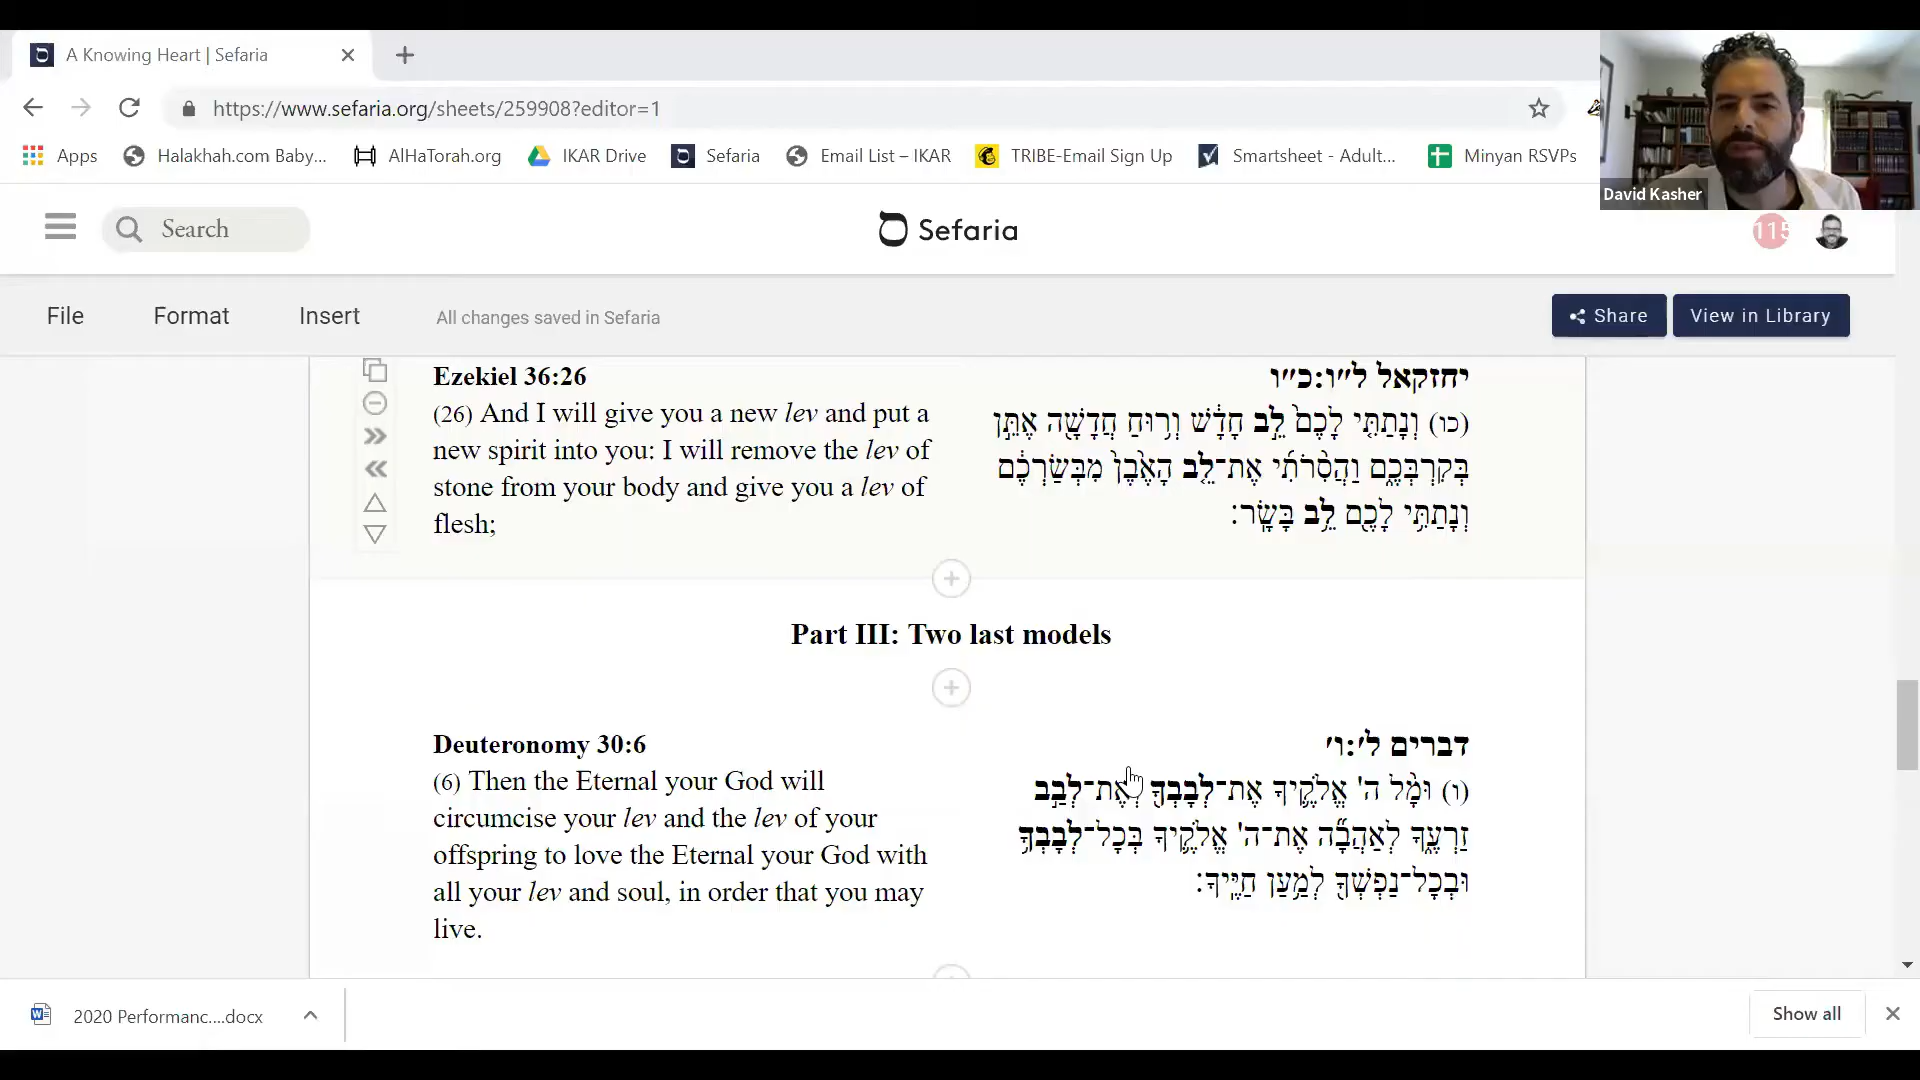 A Knowing Heart | Sefaria
https://www.sefaria.org/sheets/259908?editor=1
Apps
Halakhah.com Baby...
AlHaTorah.org
IKAR Drive
Sefaria
Email List – IKAR
TRIBE-Email Sign Up
Smartsheet - Adult...
Minyan RSVPs
David Kasher
Search
Sefaria
115
File
Format
Insert
All changes saved in Sefaria
Share
View in Library
Ezekiel 36:26
(26) And I will give you a new lev and put a
new spirit into you: I will remove the lev of
stone from your body and give you a lev of
flesh;
יחזקאל ל״ו:כ״ו
(כו) וְנָתַתִּ֤י לָכֶם֙ לֵ֣ב חָדָ֔שׁ וְר֥וּחַ חֲדָשָׁ֖ה אֶתֵּ֣ן
בְּקִרְבְּכֶ֑ם וַהֲסִ֨רֹתִ֜י אֶת־לֵ֤ב הָאֶ֙בֶן֙ מִבְּשַׂרְכֶ֔ם
וְנָתַתִּ֥י לָכֶ֖ם לֵ֥ב בָּשָֽׂר׃
Part III: Two last models
Deuteronomy 30:6
(6) Then the Eternal your God will
circumcise your lev and the lev of your
offspring to love the Eternal your God with
all your lev and soul, in order that you may
live.
דברים ל׳:ו׳
(ו) וּמָ֨ל ה' אֱלֹקֶ֛יךָ אֶת־לְבָבְךָ֖ וְאֶת־לְבַ֣ב
זַרְעֶ֑ךָ לְאַהֲבָ֞ה אֶת־ה' אֱלֹקֶ֛יךָ בְּכָל־לְבָבְךָ֥
וּבְכָל־נַפְשְׁךָ֖ לְמַ֥עַן חַיֶּֽיךָ׃
2020 Performanc....docx
Show all